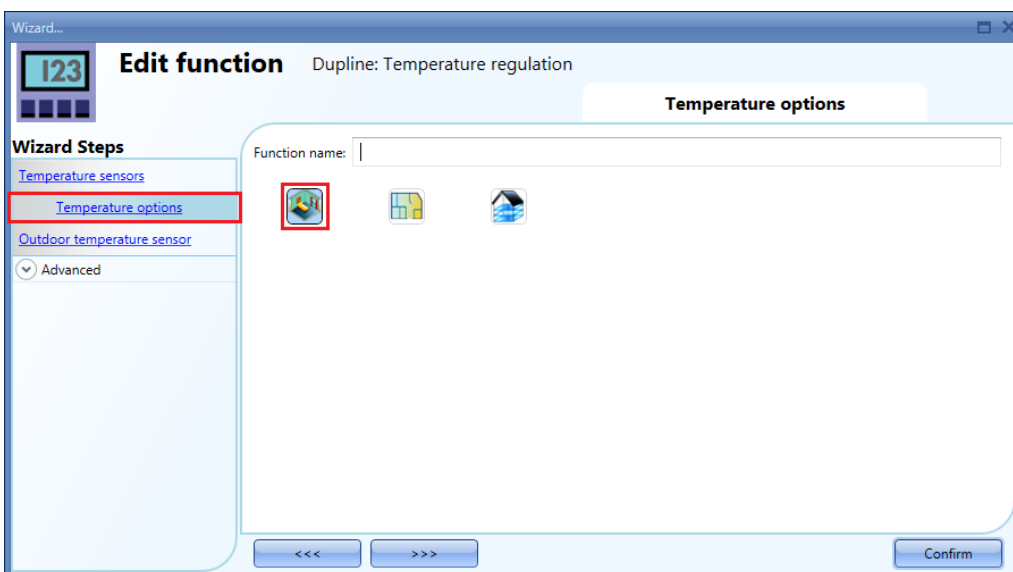 Wizard...
123
Edit function Dupline: Temperature regulation
Temperature options
Wizard Steps
Temperature sensors
Temperature options
Outdoor temperature sensor
Advanced
Function name:
<<< >>> Confirm